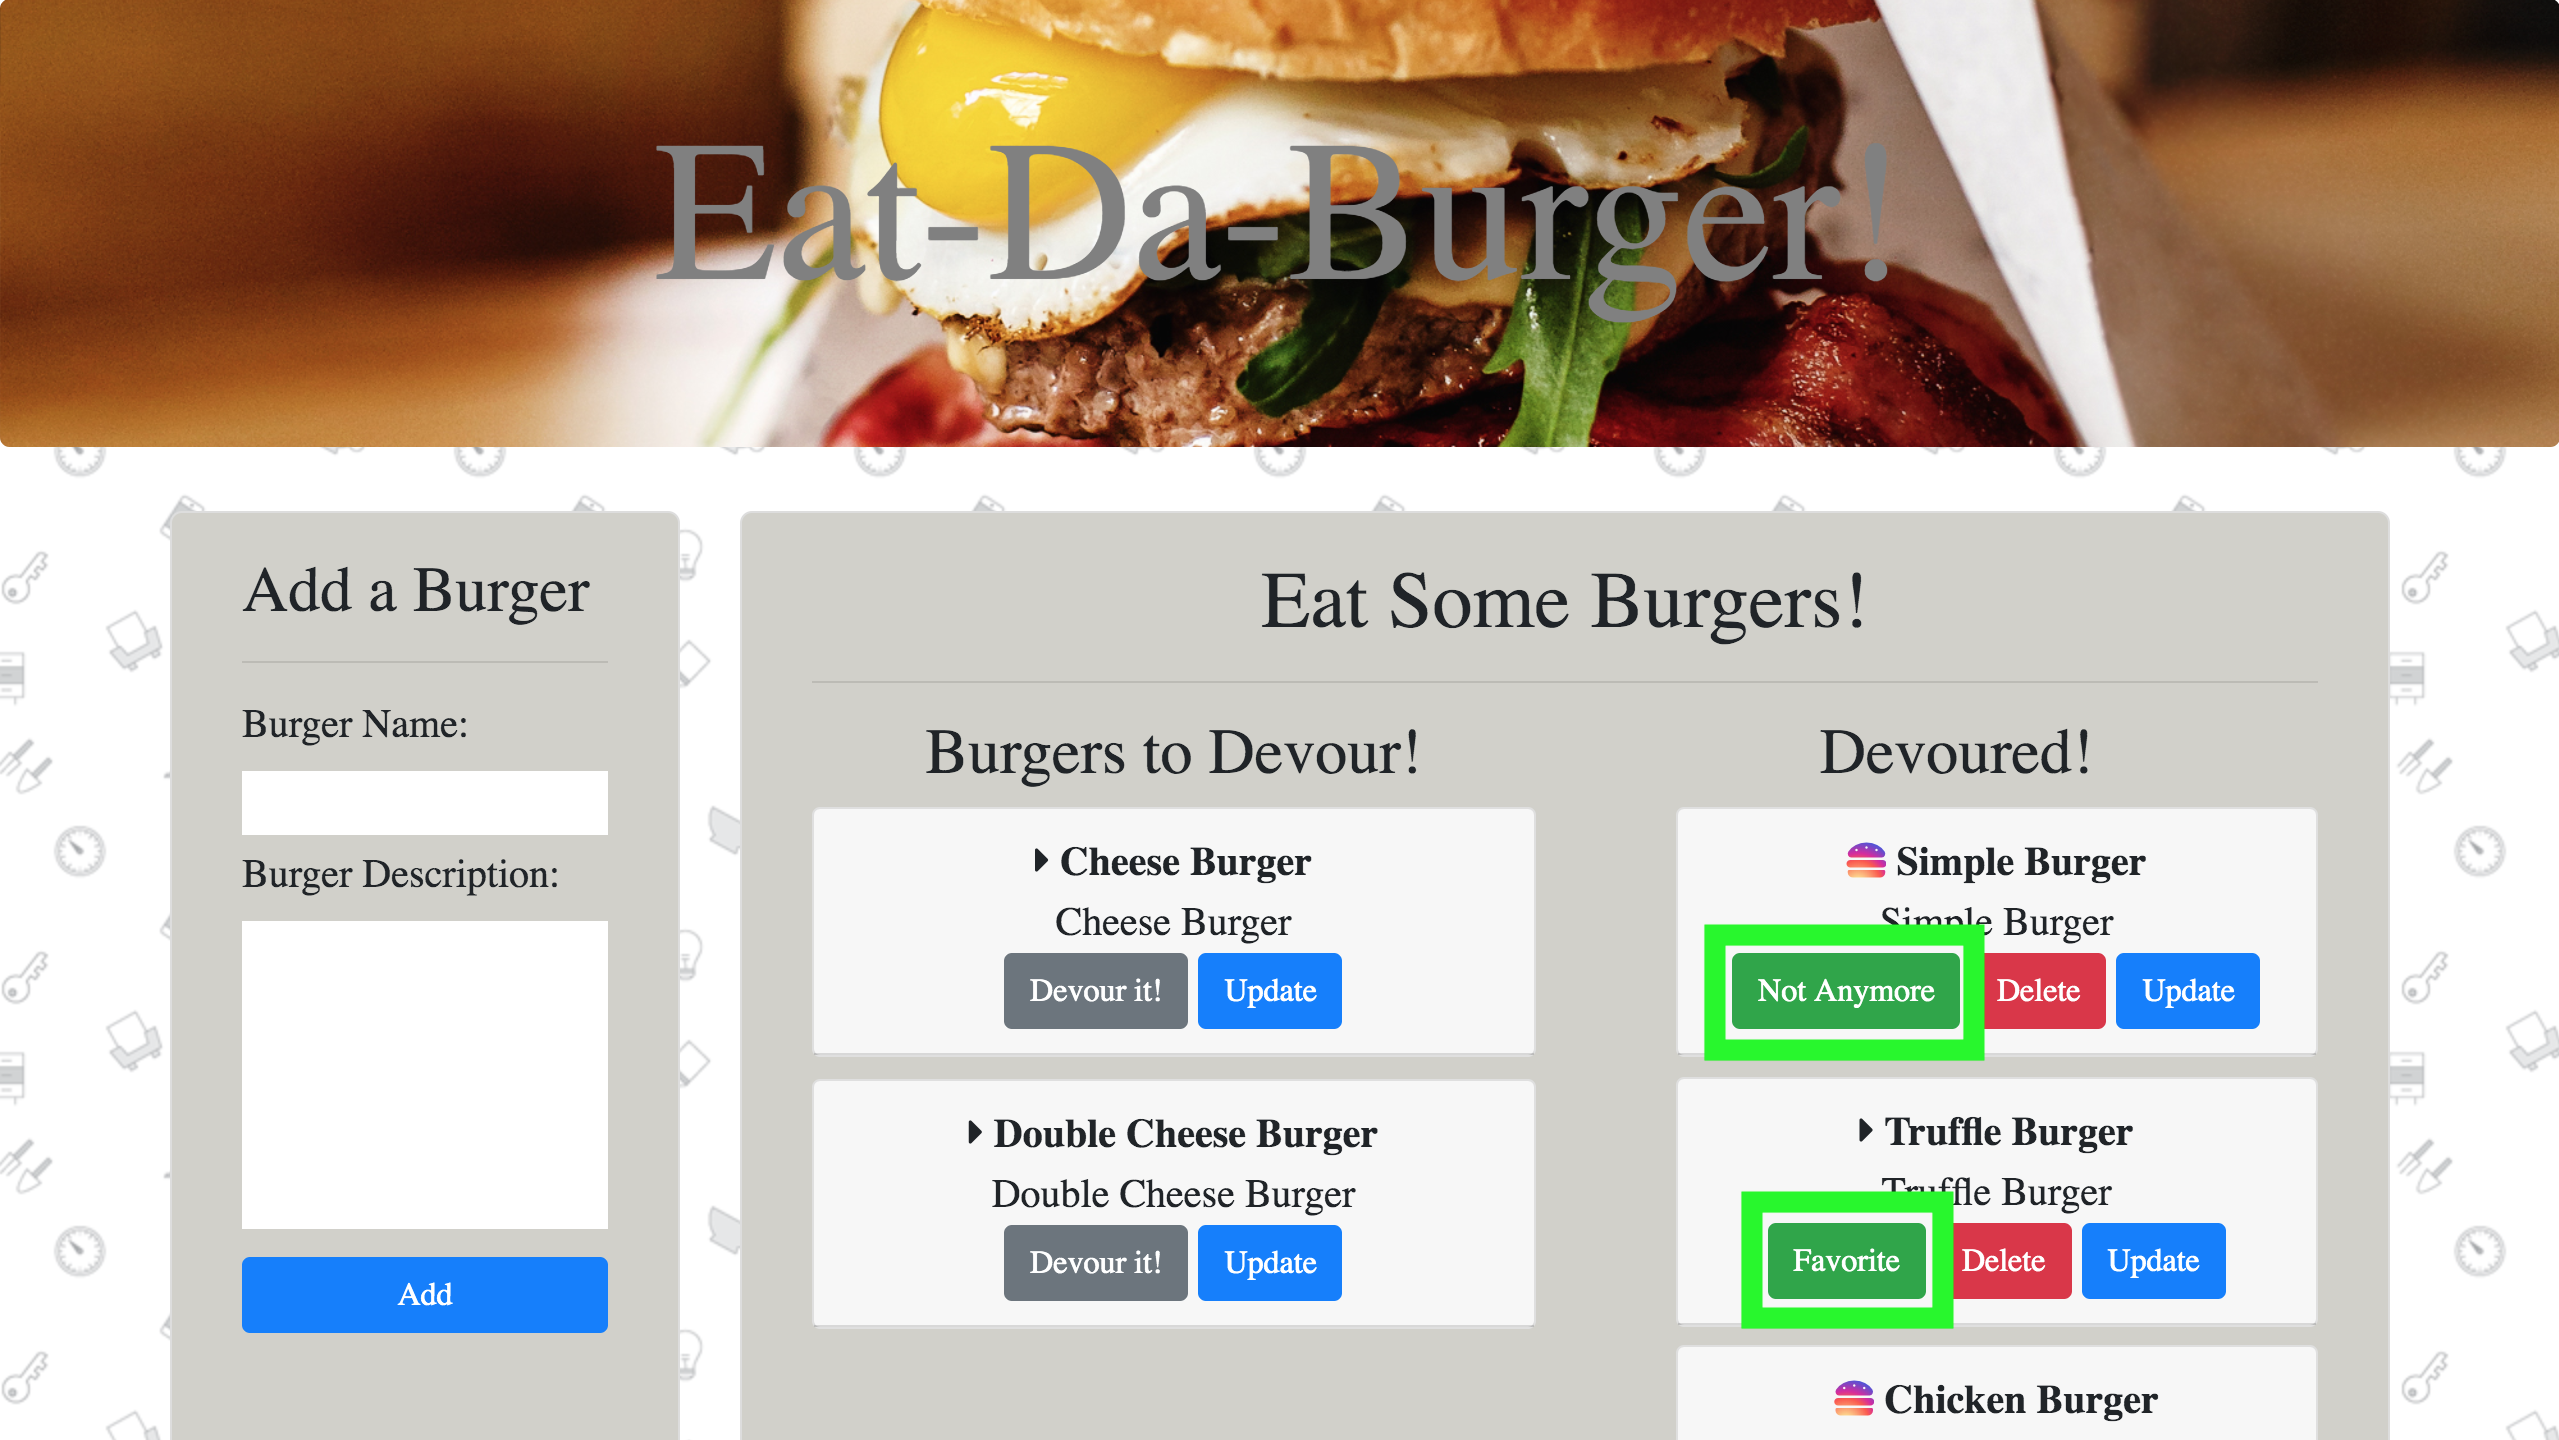 Eat-Da-Burger!
Add a Burger
Burger Name:
Burger Description:
Add
Eat Some Burgers!
Burgers to Devour!
Cheese Burger
Cheese Burger
Devour it! Update
Double Cheese Burger
Double Cheese Burger
Devour it! Update
Devoured!
Simple Burger
Simple Burger
Not Anymore Delete Update
Truffle Burger
Truffle Burger
Favorite Delete Update
Chicken Burger